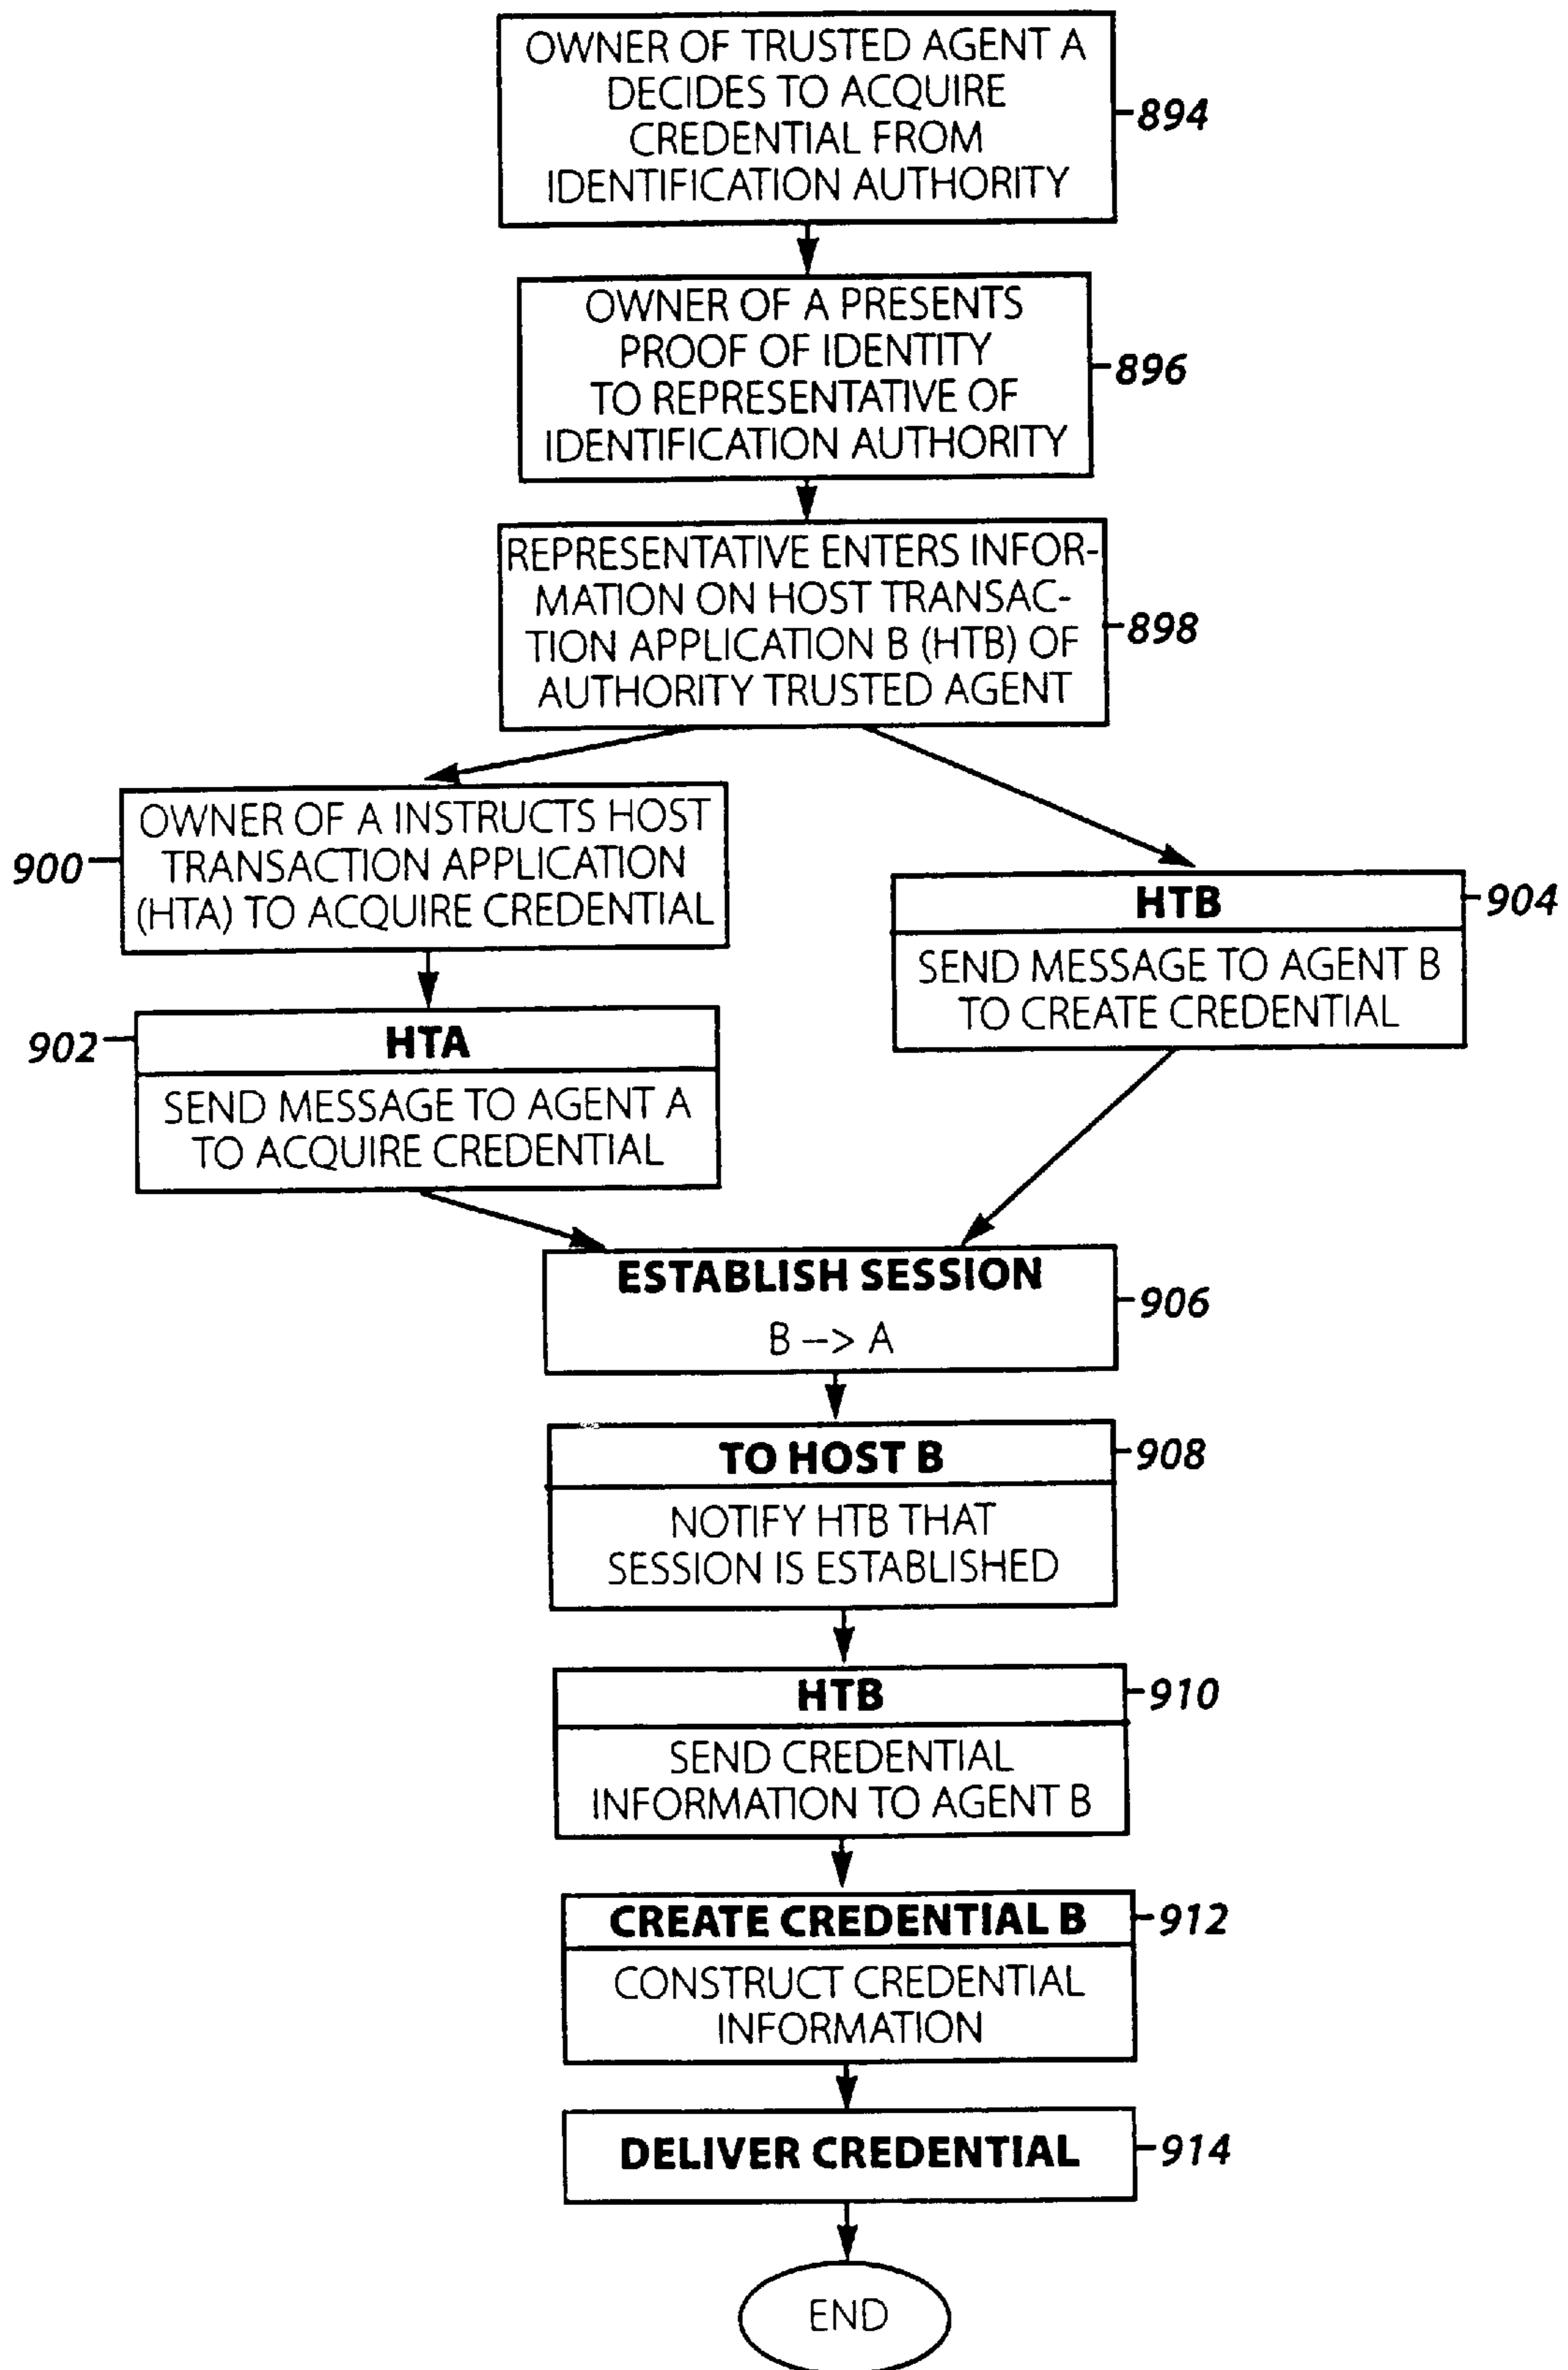 OWNER OF TRUSTED AGENT A
DECIDES TO ACQUIRE
CREDENTIAL FROM
IDENTIFICATION AUTHORITY
894
OWNER OF A PRESENTS
PROOF OF IDENTITY
TO REPRESENTATIVE OF
IDENTIFICATION AUTHORITY
896
REPRESENTATIVE ENTERS INFOR-
MATION ON HOST TRANSAC-
TION APPLICATION B (HTB) OF
AUTHORITY TRUSTED AGENT
898
OWNER OF A INSTRUCTS HOST
TRANSACTION APPLICATION
(HTA) TO ACQUIRE CREDENTIAL
900
HTB
904
SEND MESSAGE TO AGENT B
TO CREATE CREDENTIAL
HTA
902
SEND MESSAGE TO AGENT A
TO ACQUIRE CREDENTIAL
ESTABLISH SESSION
906
B --> A
TO HOST B
908
NOTIFY HTB THAT
SESSION IS ESTABLISHED
HTB
910
SEND CREDENTIAL
INFORMATION TO AGENT B
CREATE CREDENTIAL B
912
CONSTRUCT CREDENTIAL
INFORMATION
DELIVER CREDENTIAL
914
END